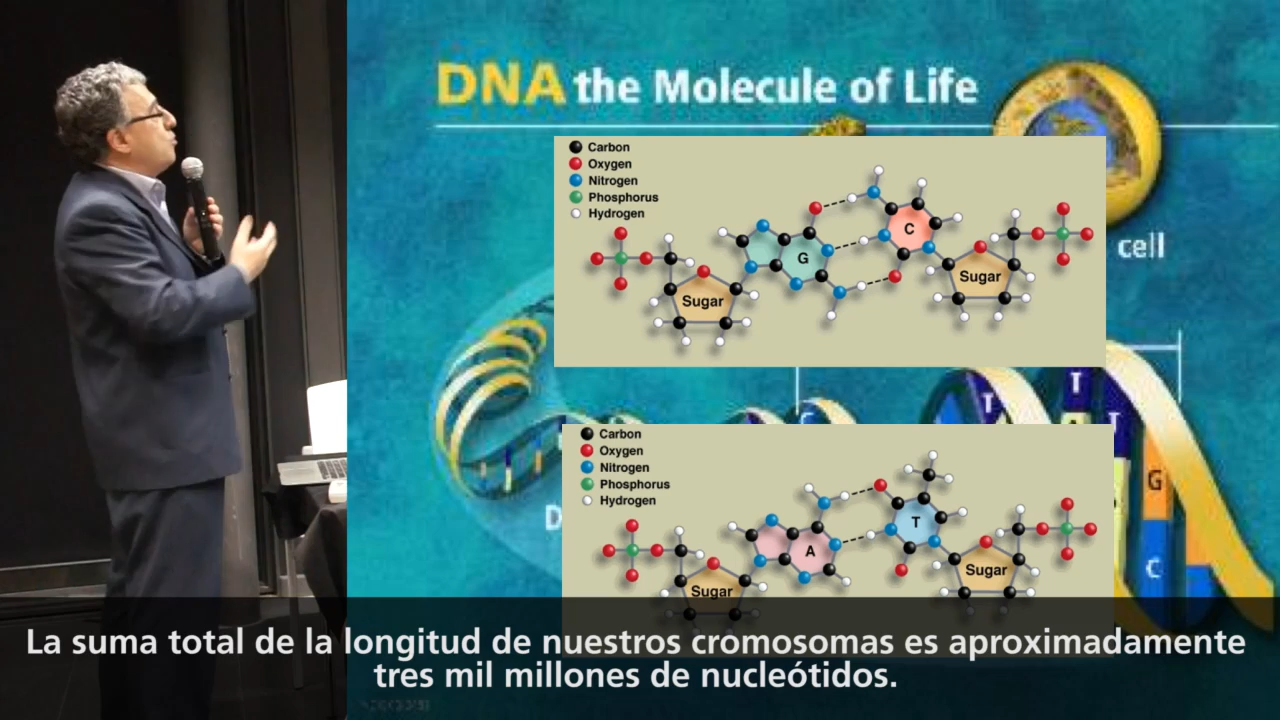 DNA the Molecule of Life
Carbon
Oxygen
Nitrogen
Phosphorus
Hydrogen
G
C
Sugar
Sugar
cell
T
T
T
C
G
C
Carbon
Oxygen
Nitrogen
Phosphorus
Hydrogen
A
T
Sugar
Sugar
D
La suma total de la longitud de nuestros cromosomas es aproximadamente
tres mil millones de nucleótidos.